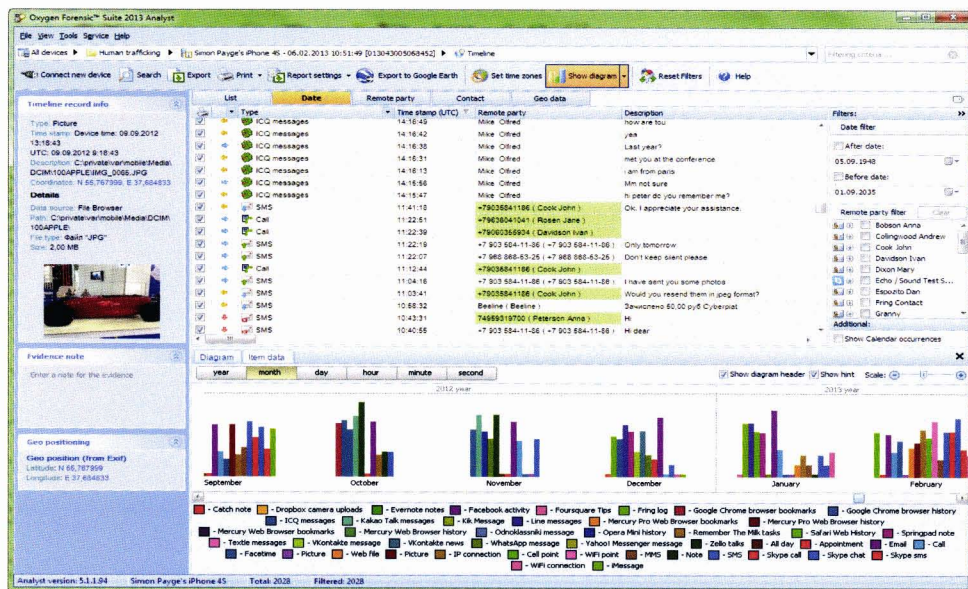 Oxygen Forensic™ Suite 2013 Analyst
File View Tools Service Help
All devices Human trafficking Simon Payge's iPhone 4S - 06.02.2013 10:51:49 [013043005068452] Timeline
Filtering criteria
Connect new device Search Export Print Report settings Export to Google Earth Set time zones Show diagram Reset Filters Help
Timeline record info
Type: Picture
Time stamp: Device time: 09.09.2012
13:18:43
UTC: 09.09.2012 9:18:43
Description: C:\private\var\mobile\Media\
DCIM\100APPLE\IMG_0065.JPG
Coordinates: N 55,767999, E 37,684833
Details
Data source: File Browser
Path: C:\private\var\mobile\Media\DCIM\
100APPLE\
File type: Файл "JPG"
Size: 2,00 MB
Evidence note
Enter a note for the evidence
Geo positioning
Geo position (from Exif)
Latitude: N 55,767999
Longitude: E 37,684833
List Date Remote party Contact Geo data
Type Time stamp (UTC) Remote party Description
ICQ messages 14:16:49 Mike Olfred how are you
ICQ messages 14:16:42 Mike Olfred yea
ICQ messages 14:16:38 Mike Olfred Last year?
ICQ messages 14:16:31 Mike Olfred met you at the conference
ICQ messages 14:16:13 Mike Olfred i am from paris
ICQ messages 14:15:56 Mike Olfred Mm not sure
ICQ messages 14:15:47 Mike Olfred hi peter do you remember me?
SMS 11:41:18 +79035841186 ( Cook John ) Ok. I appreciate your assistance.
Call 11:22:51 +79638041041 ( Rosen Jane )
Call 11:22:39 +79060355934 ( Davidson Ivan )
SMS 11:22:19 +7 903 584-11-86 ( +7 903 584-11-86 ) Only tomorrow
SMS 11:22:07 +7 968 868-53-25 ( +7 968 868-53-25 ) Don't keep silent please
Call 11:12:44 +79035841186 ( Cook John )
SMS 11:04:16 +7 903 584-11-86 ( +7 903 584-11-86 ) I have sent you some photos
SMS 11:03:41 +79035841186 ( Cook John ) Would you resend them in jpeg format?
SMS 10:58:32 Beeline ( Beeline ) Зачислено 50,00 руб Cyberplat
SMS 10:43:31 74959319700 ( Peterson Anna ) Hi
SMS 10:40:55 +7 903 584-11-86 ( +7 903 584-11-86 ) Hi dear
Filters:
Date filter
After date:
05.09.1948
Before date:
01.09.2035
Remote party filter Clear
Bobson Anna
Collingwood Andrew
Cook John
Davidson Ivan
Dixon Mary
Echo / Sound Test S...
Espozito Dan
Fring Contact
Granny
Additional:
Show Calendar occurrences
Diagram Item data
year month day hour minute second
Show diagram header Show hint Scale:
2012 year 2013 year
September October November December January February
- Catch note - Dropbox camera uploads - Evernote notes - Facebook activity - Foursquare Tips - Fring log - Google Chrome browser bookmarks - Google Chrome browser history
- ICQ messages - Kakao Talk messages - Kik Message - Line messages - Mercury Pro Web Browser bookmarks - Mercury Pro Web Browser history
- Mercury Web Browser bookmarks - Mercury Web Browser history - Odnoklassniki message - Opera Mini history - Remember The Milk tasks - Safari Web History - Springpad note
- Textie messages - VKontakte message - VKontakte news - WhatsApp message - Yahoo! Messenger message - Zello talks - All day - Appointment - Email - Call
- Facetime - Picture - Web file - Picture - IP connection - Cell point - WiFi point - MMS - Note - SMS - Skype call - Skype chat - Skype sms
- WiFi connection - iMessage
Analyst version: 5.1.1.94 Simon Payge's iPhone 4S Total: 2028 Filtered: 2028